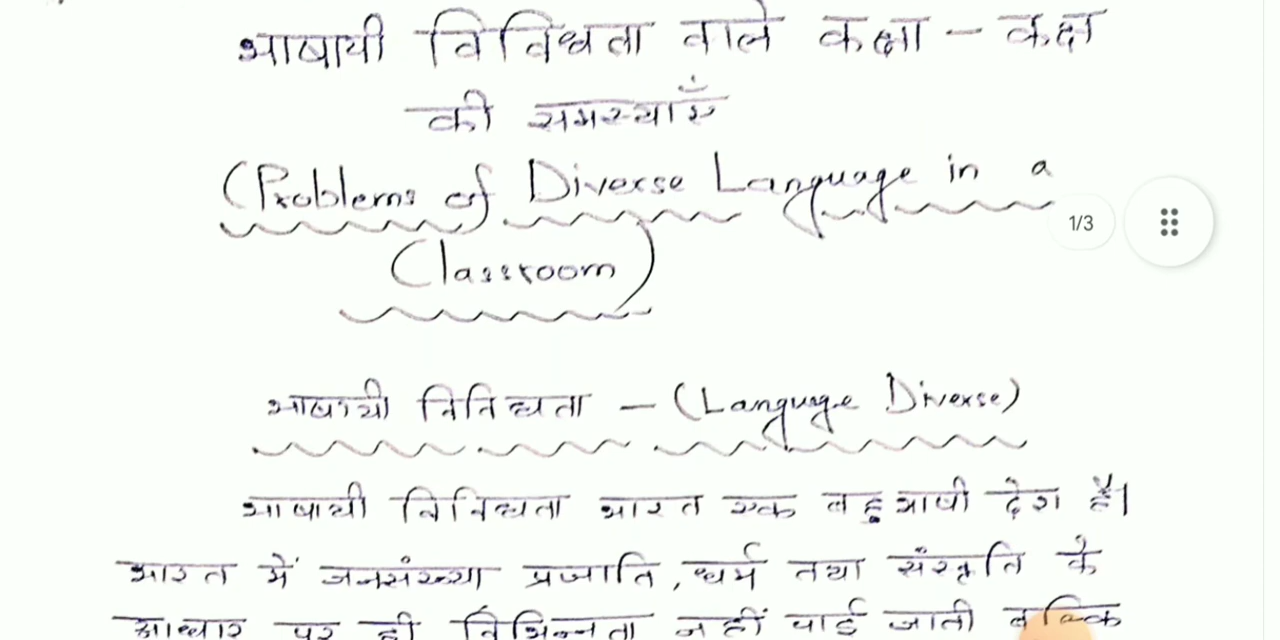 भाषायी विविधता वाले कक्षा - कक्ष
की समस्याएँ
(Problems of Diverse Language in a
Classroom)
1/3
भाषायी विविधता - (Language Diverse)
भाषायी विविधता भारत एक बहुभाषी देश है।
भारत में जनसंख्या प्रजाति, धर्म तथा संस्कृति के
आधार पर ही विभिन्नता नहीं पाई जाती बल्कि